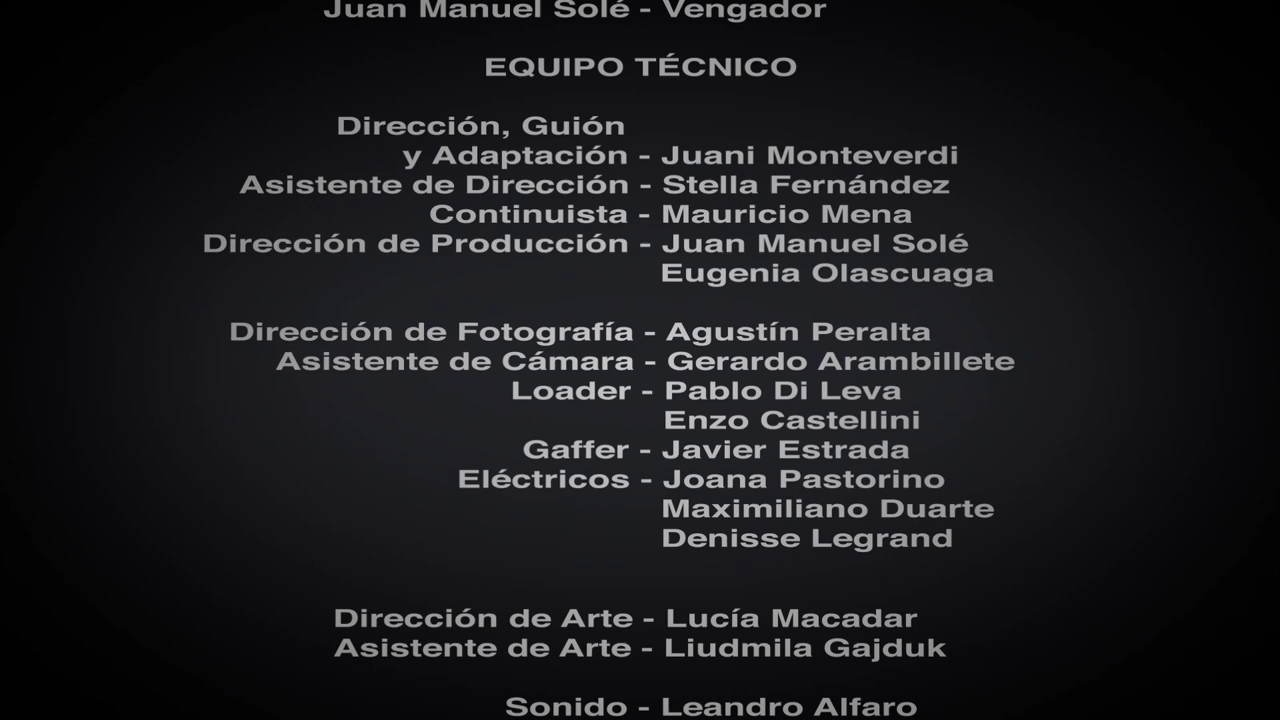 Juan Manuel Solé - Vengador
EQUIPO TÉCNICO
Dirección, Guión
y Adaptación - Juani Monteverdi
Asistente de Dirección - Stella Fernández
Continuista - Mauricio Mena
Dirección de Producción - Juan Manuel Solé
Eugenia Olascuaga
Dirección de Fotografía - Agustín Peralta
Asistente de Cámara - Gerardo Arambillete
Loader - Pablo Di Leva
Enzo Castellini
Gaffer - Javier Estrada
Eléctricos - Joana Pastorino
Maximiliano Duarte
Denisse Legrand
Dirección de Arte - Lucía Macadar
Asistente de Arte - Liudmila Gajduk
Sonido - Leandro Alfaro